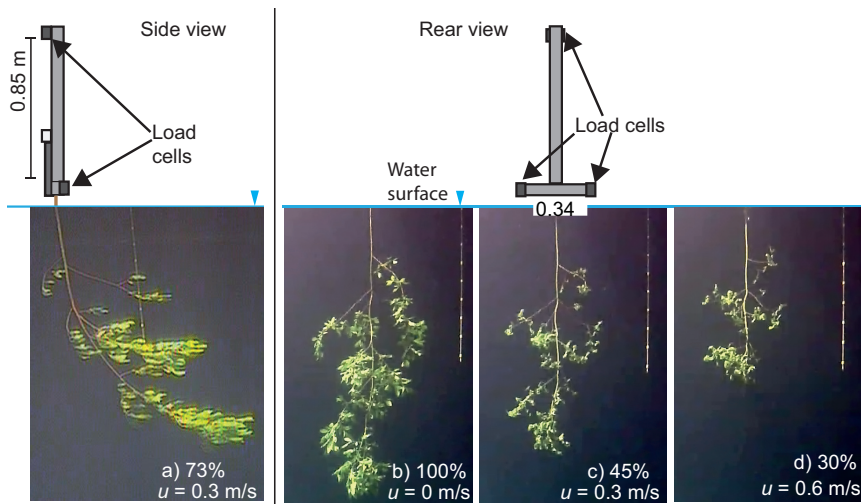 Side view
0.85 m
Load
cells
Rear view
Load cells
Water
surface
0.34
a) 73%
u = 0.3 m/s
b) 100%
u = 0 m/s
c) 45%
u = 0.3 m/s
d) 30%
u = 0.6 m/s